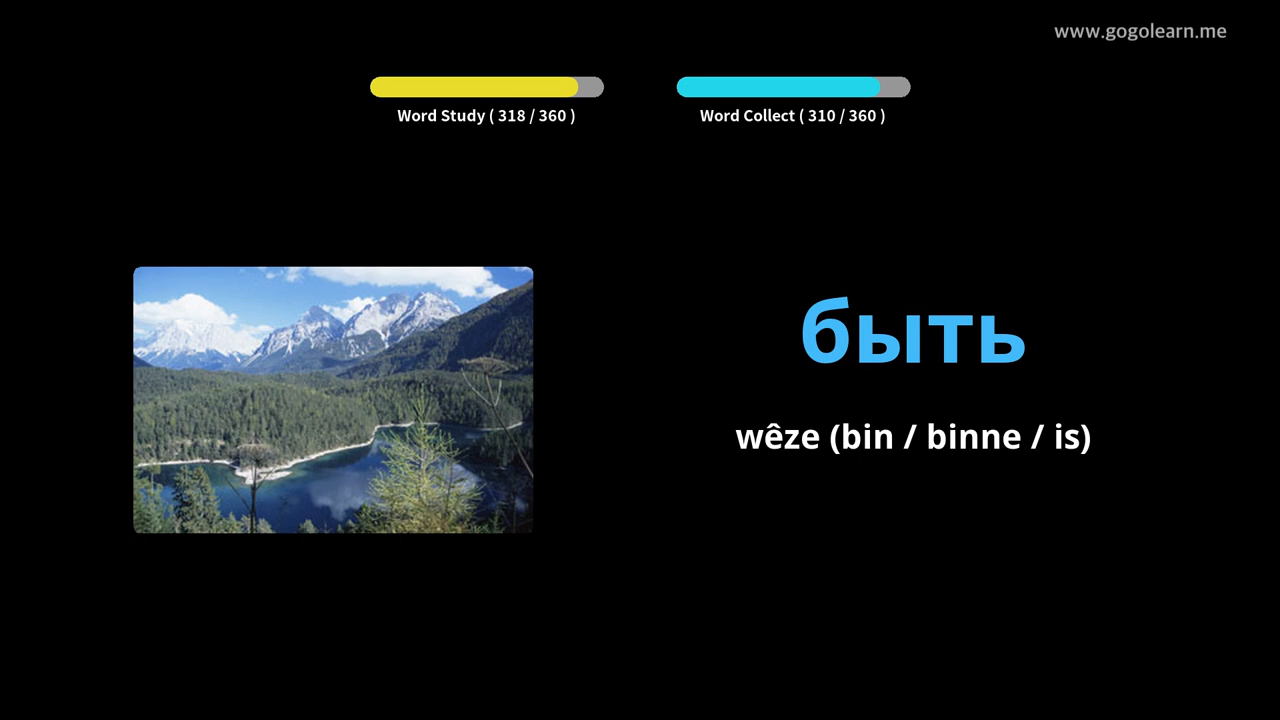 www.gogolearn.me
Word Study ( 318 / 360 )
Word Collect ( 310 / 360 )
быть
wêze (bin / binne / is)